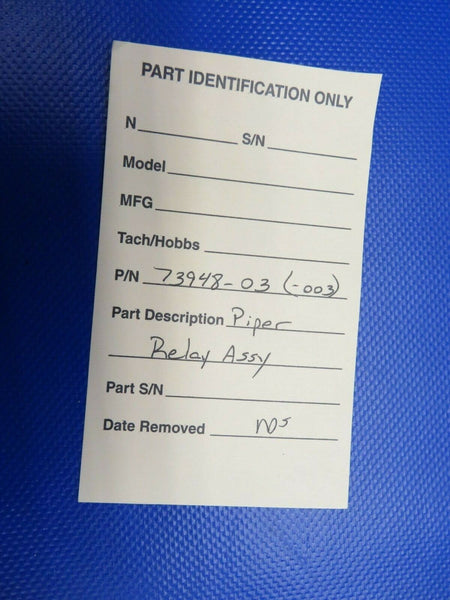 PART IDENTIFICATION ONLY
N S/N
Model
MFG
Tach/Hobbs
P/N 73948-03 (-003)
Part Description Piper
Relay Assy
Part S/N
Date Removed